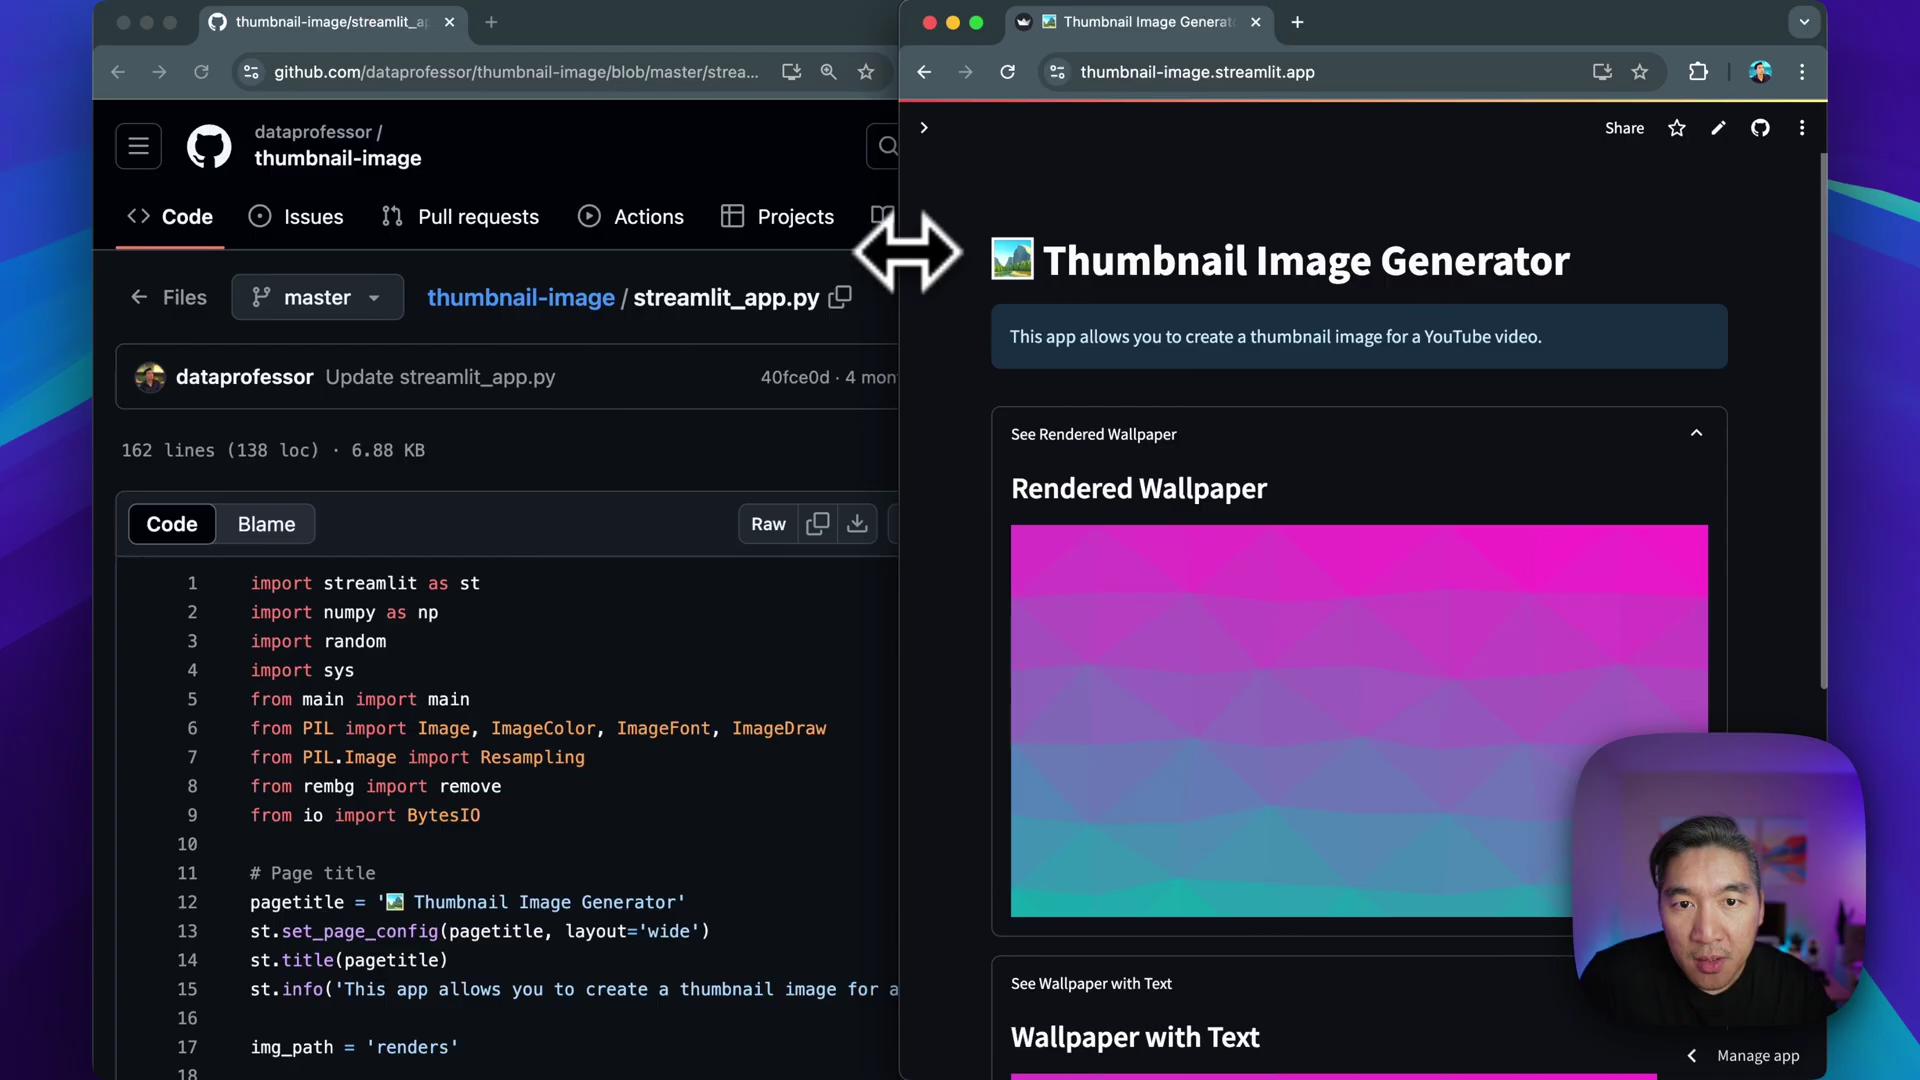 thumbnail-image/streamlit_a
github.com/dataprofessor/thumbnail-image/blob/master/strea...
dataprofessor /
thumbnail-image
Code
Issues
Pull requests
Actions
Projects
Files
master
thumbnail-image / streamlit_app.py
dataprofessor Update streamlit_app.py
40fce0d · 4 mon
162 lines (138 loc) · 6.88 KB
Code
Blame
Raw
1 import streamlit as st
2 import numpy as np
3 import random
4 import sys
5 from main import main
6 from PIL import Image, ImageColor, ImageFont, ImageDraw
7 from PIL.Image import Resampling
8 from rembg import remove
9 from io import BytesIO
10
11 # Page title
12 pagetitle = '🖼️ Thumbnail Image Generator'
13 st.set_page_config(pagetitle, layout='wide')
14 st.title(pagetitle)
15 st.info('This app allows you to create a thumbnail image for a
16
17 img_path = 'renders'
18
Thumbnail Image Generat
thumbnail-image.streamlit.app
Share
Thumbnail Image Generator
This app allows you to create a thumbnail image for a YouTube video.
See Rendered Wallpaper
Rendered Wallpaper
See Wallpaper with Text
Wallpaper with Text
Manage app